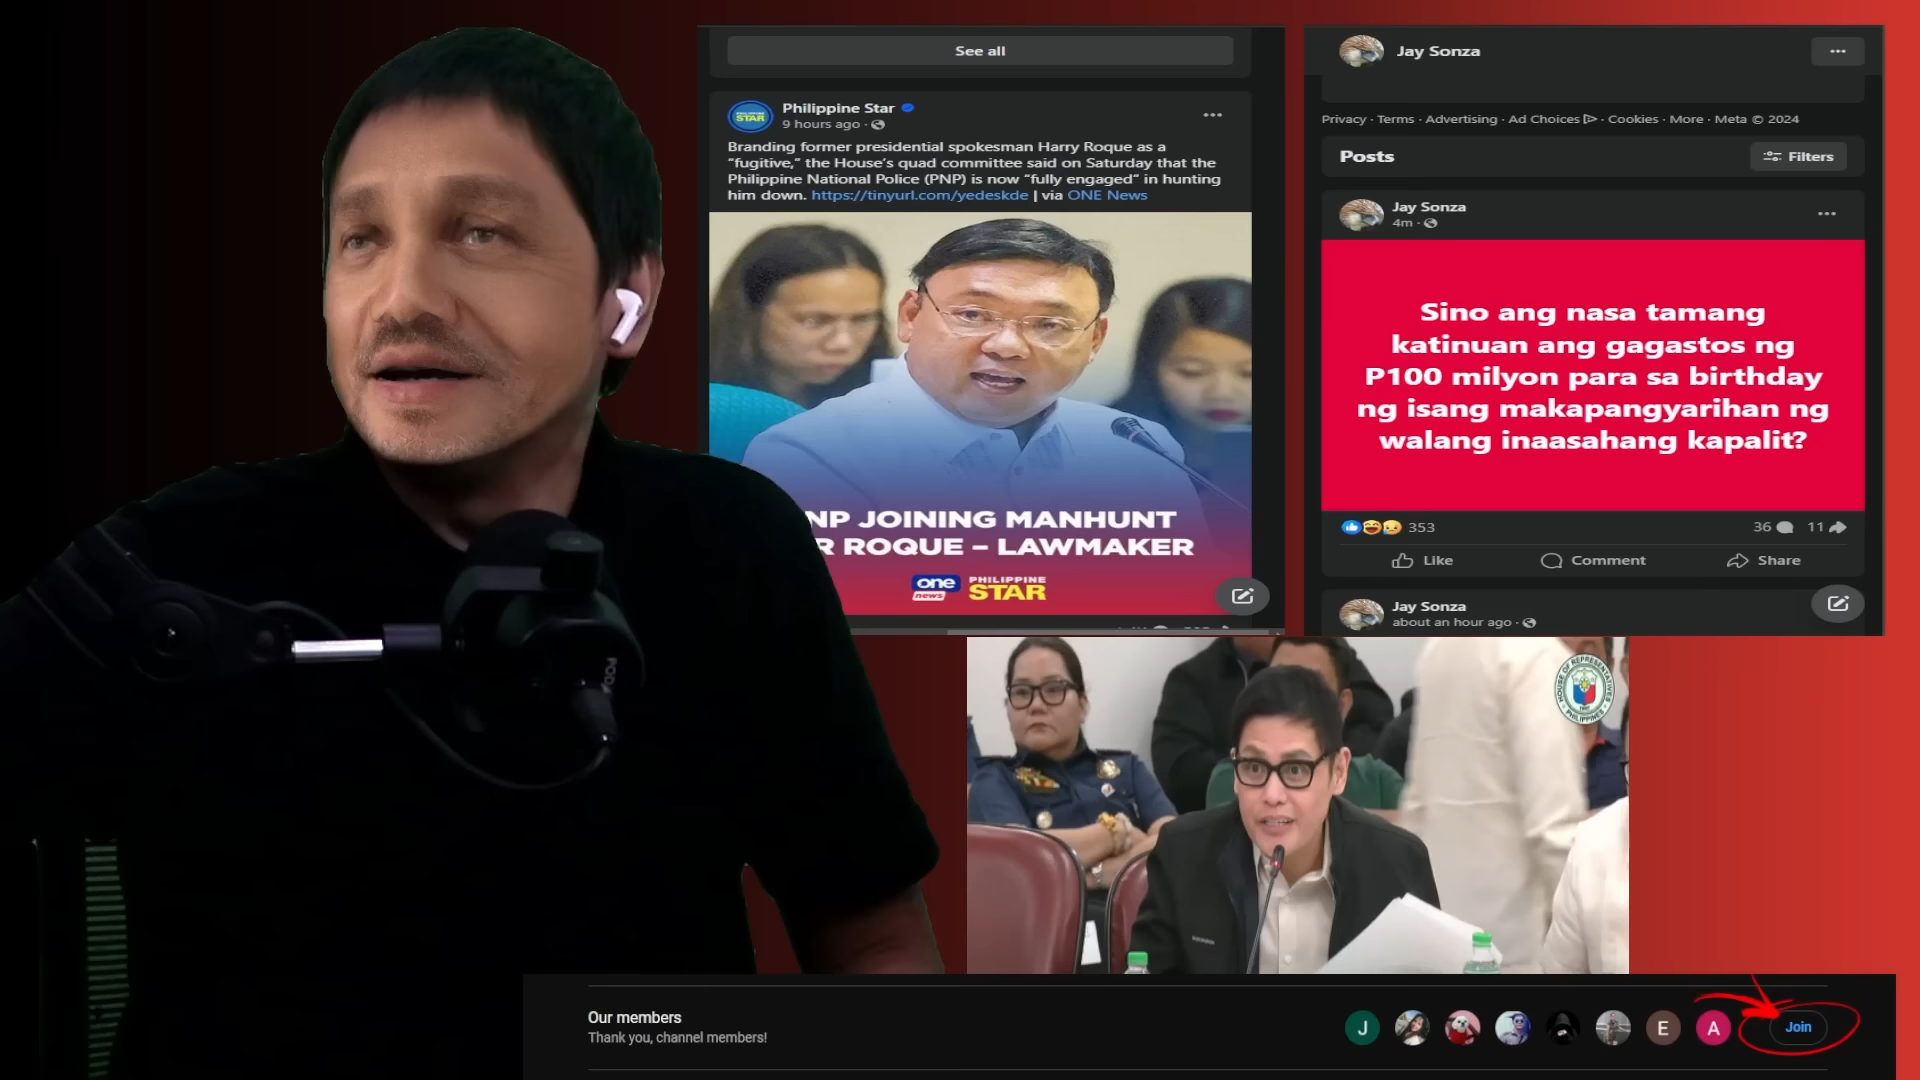 See all
Philippine Star
9 hours ago
Branding former presidential spokesman Harry Roque as a
“fugitive,” the House’s quad committee said on Saturday that the
Philippine National Police (PNP) is now “fully engaged” in hunting
him down. https://tinyurl.com/yedeskde | via ONE News
NP JOINING MANHUNT
R ROQUE – LAWMAKER
one
news
PHILIPPINE
STAR
Jay Sonza
Privacy · Terms · Advertising · Ad Choices · Cookies · More · Meta © 2024
Posts
Filters
Jay Sonza
4m
Sino ang nasa tamang
katinuan ang gagastos ng
P100 milyon para sa birthday
ng isang makapangyarihan ng
walang inaasahang kapalit?
353
36
11
Like
Comment
Share
Jay Sonza
about an hour ago
HOUSE OF REPRESENTATIVES
PHILIPPINES
Our members
Thank you, channel members!
J
E
A
Join